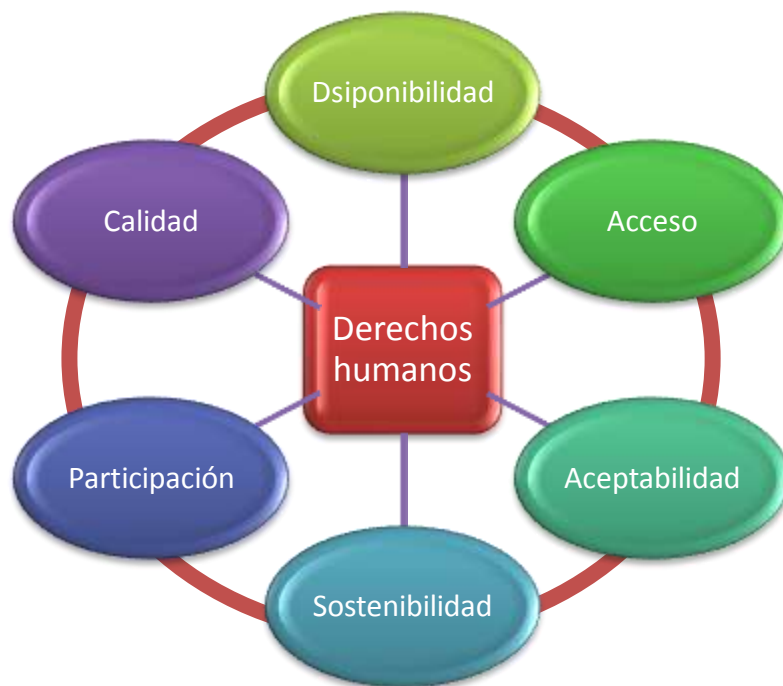 Dsiponibilidad
Calidad
Acceso
Derechos
humanos
Participación
Aceptabilidad
Sostenibilidad